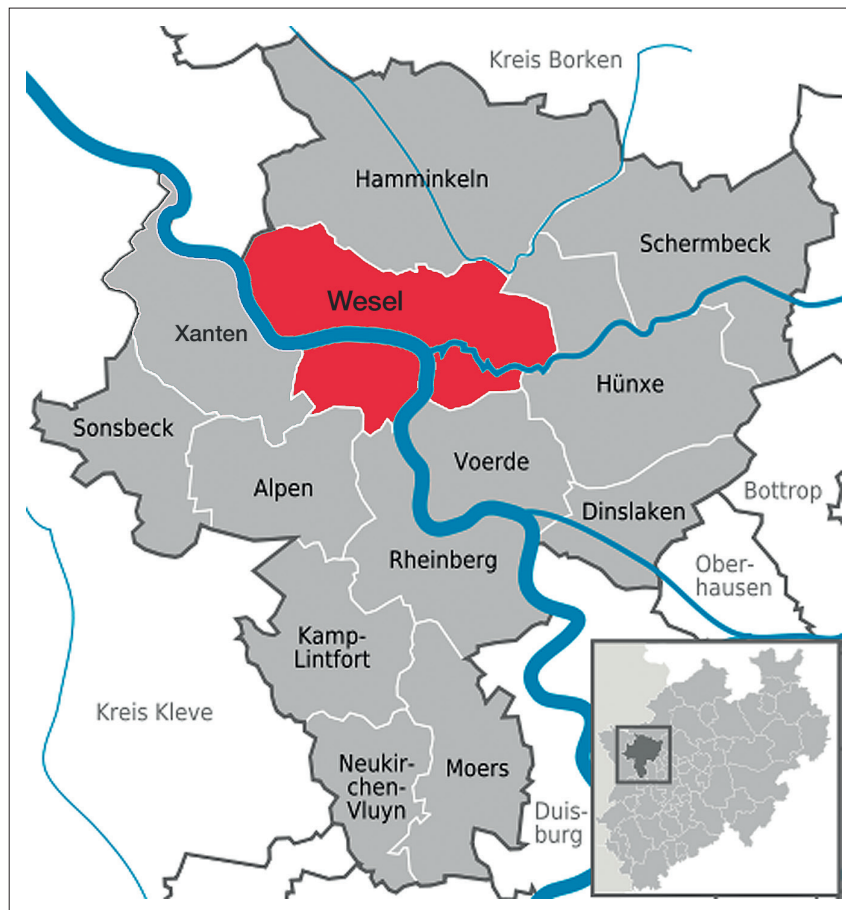 Kreis Borken
Hamminkeln
Schermbeck
Wesel
Xanten
Hünxe
Sonsbeck
Voerde
Alpen
Bottrop
Dinslaken
Rheinberg
Ober-
hausen
Kamp-
Lintfort
Kreis Kleve
Neukir-
chen-
Vluyn
Moers
Duis-
burg